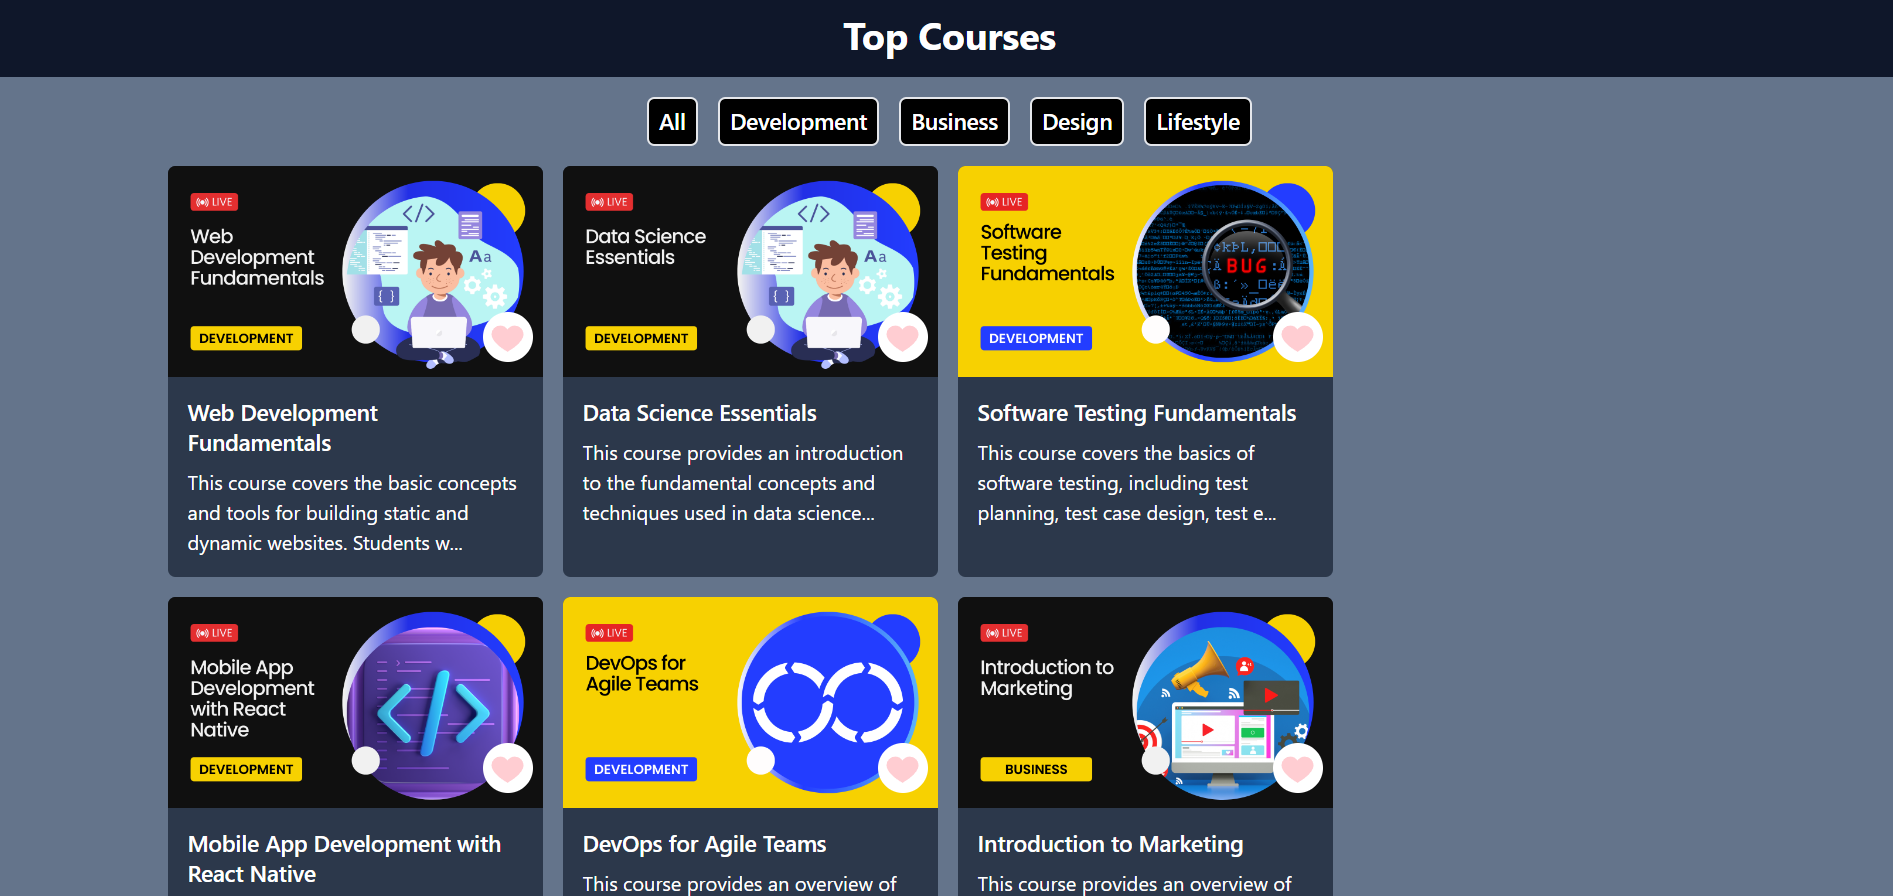 Top Courses
All
Development
Business
Design
Lifestyle
LIVE
Web
Development
Fundamentals
</>
Aa
{ }
DEVELOPMENT
Web Development
Fundamentals
This course covers the basic concepts
and tools for building static and
dynamic websites. Students w...
LIVE
Data Science
Essentials
</>
Aa
{ }
DEVELOPMENT
Data Science Essentials
This course provides an introduction
to the fundamental concepts and
techniques used in data science...
LIVE
Software
Testing
Fundamentals
BUG
DEVELOPMENT
Software Testing Fundamentals
This course covers the basics of
software testing, including test
planning, test case design, test e...
LIVE
Mobile App
Development
with React
Native
</>
DEVELOPMENT
Mobile App Development with
React Native
LIVE
DevOps for
Agile Teams
DEVELOPMENT
DevOps for Agile Teams
This course provides an overview of
LIVE
Introduction to
Marketing
BUSINESS
Introduction to Marketing
This course provides an overview of